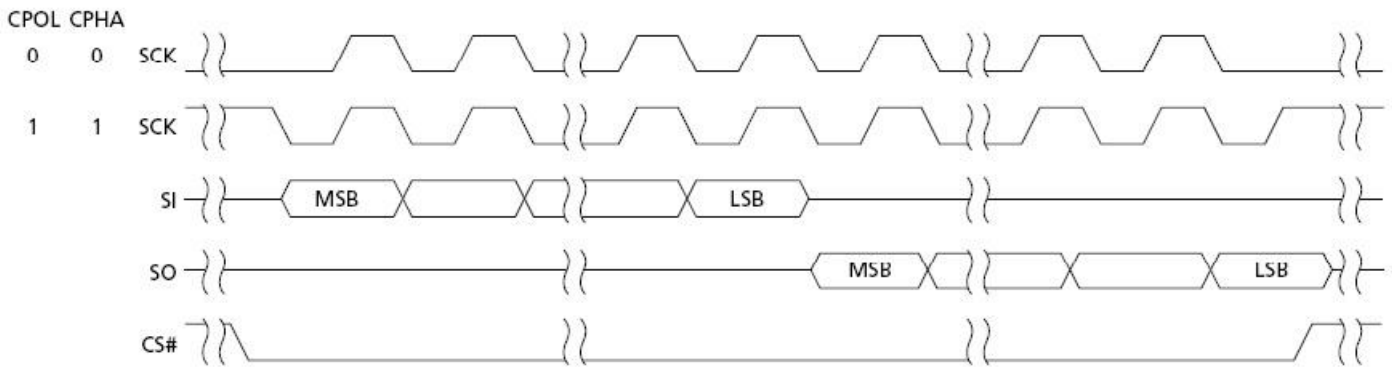 CPOL CPHA
0 0 SCK
1 1 SCK
SI MSB LSB
SO MSB LSB
CS#